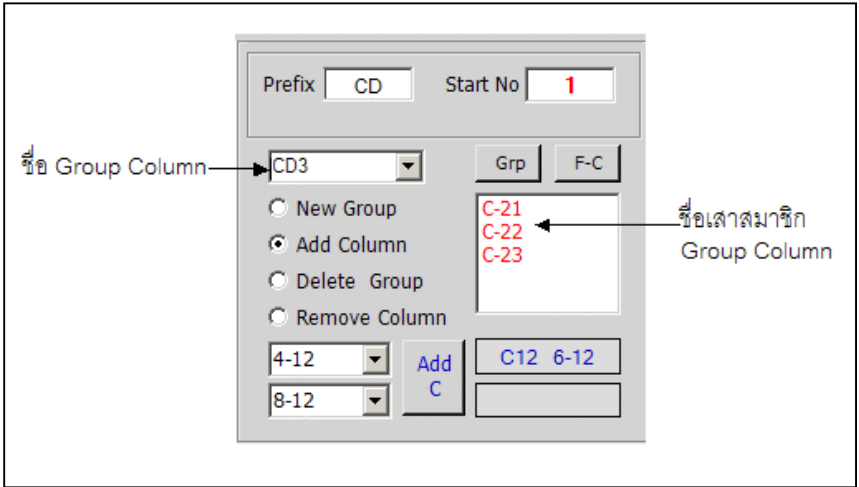 Prefix CD Start No 1
ชื่อ Group Column
CD3
Grp F-C
New Group
Add Column
Delete Group
Remove Column
C-21
C-22
C-23
ชื่อเสาสมาชิก
Group Column
4-12
8-12
Add
C
C12 6-12